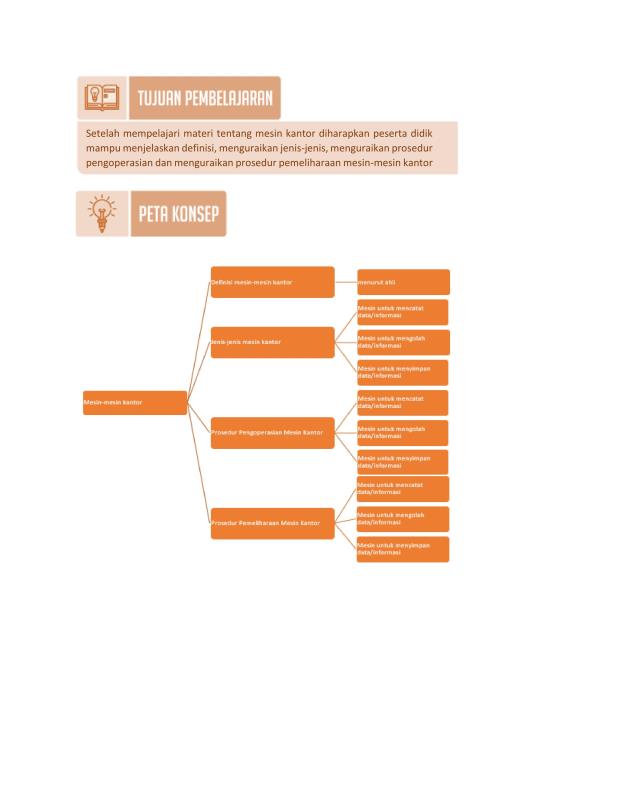 TUJUAN PEMBELAJARAN
Setelah mempelajari materi tentang mesin kantor diharapkan peserta didik
mampu menjelaskan definisi, menguraikan jenis-jenis, menguraikan prosedur
pengoperasian dan menguraikan prosedur pemeliharaan mesin-mesin kantor
PETA KONSEP
Mesin-mesin kantor
Definisi mesin-mesin kantor
menurut ahli
Jenis-jenis mesin kantor
Mesin untuk mencatat
data/informasi
Mesin untuk mengolah
data/informasi
Mesin untuk menyimpan
data/informasi
Prosedur Pengoperasian Mesin Kantor
Mesin untuk mencatat
data/informasi
Mesin untuk mengolah
data/informasi
Mesin untuk menyimpan
data/informasi
Prosedur Pemeliharaan Mesin Kantor
Mesin untuk mencatat
data/informasi
Mesin untuk mengolah
data/informasi
Mesin untuk menyimpan
data/informasi